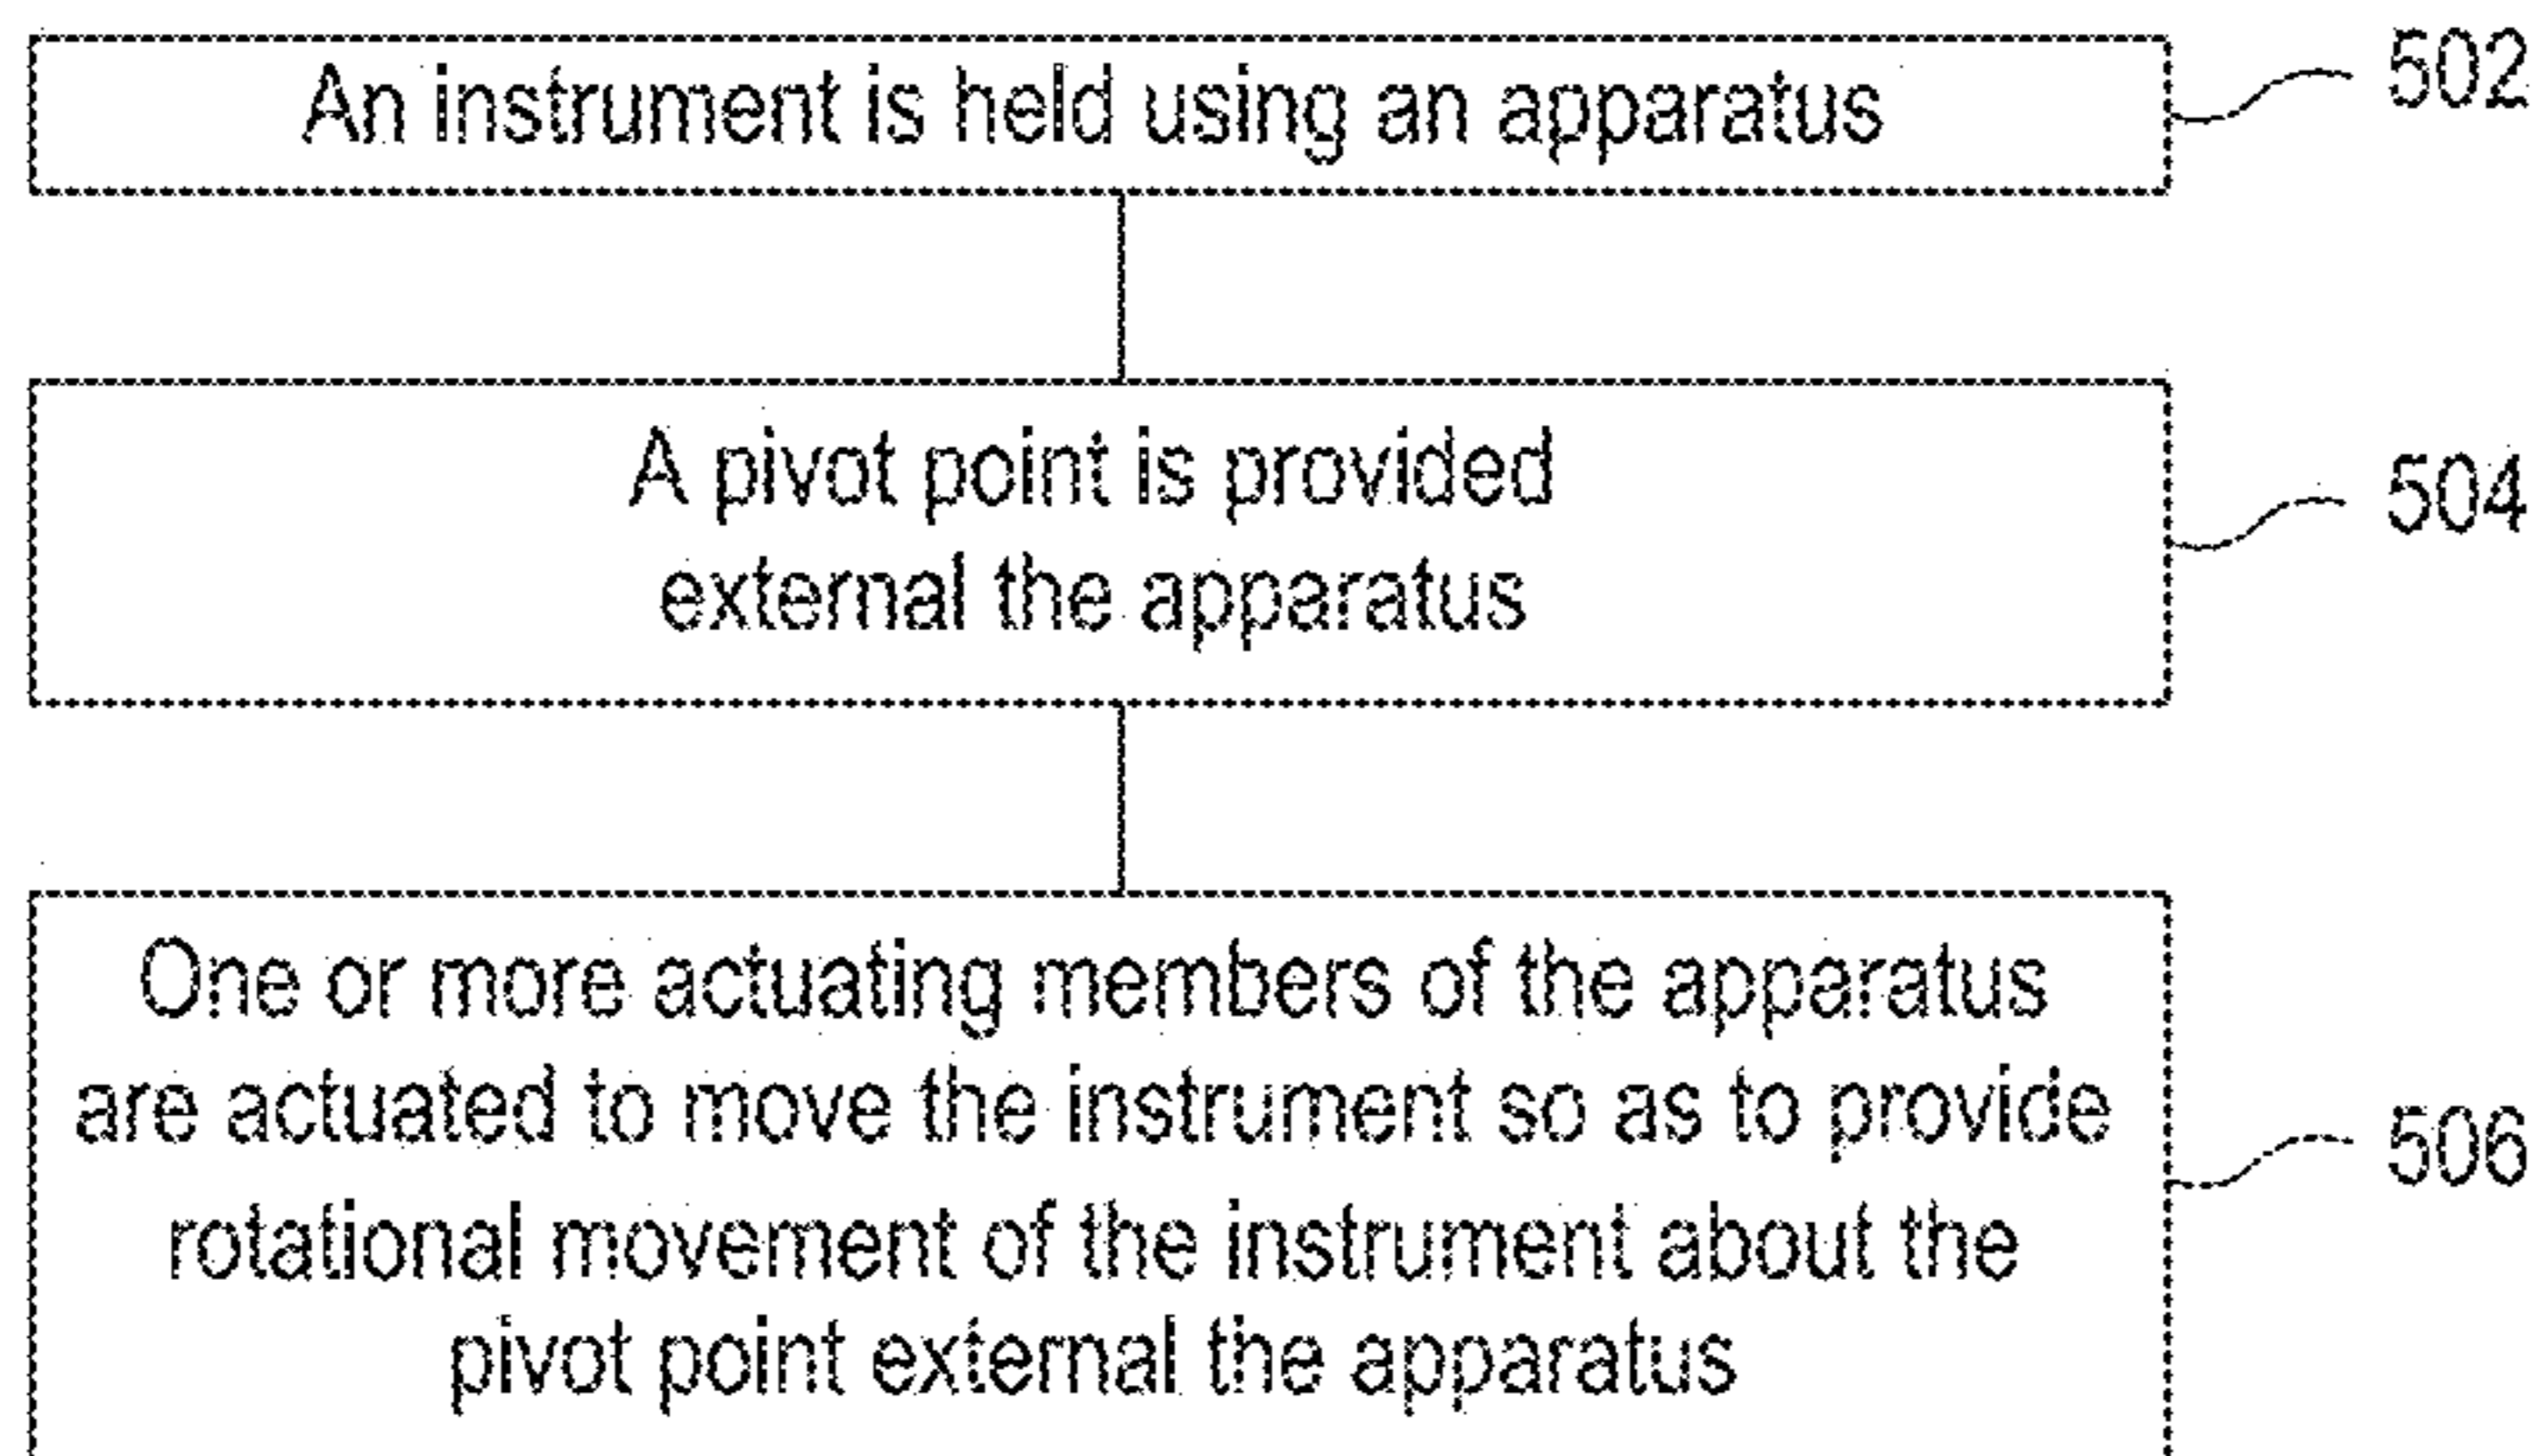 An instrument is held using an apparatus
502
A pivot point is provided
external the apparatus
504
One or more actuating members of the apparatus
are actuated to move the instrument so as to provide
rotational movement of the instrument about the
pivot point external the apparatus
506